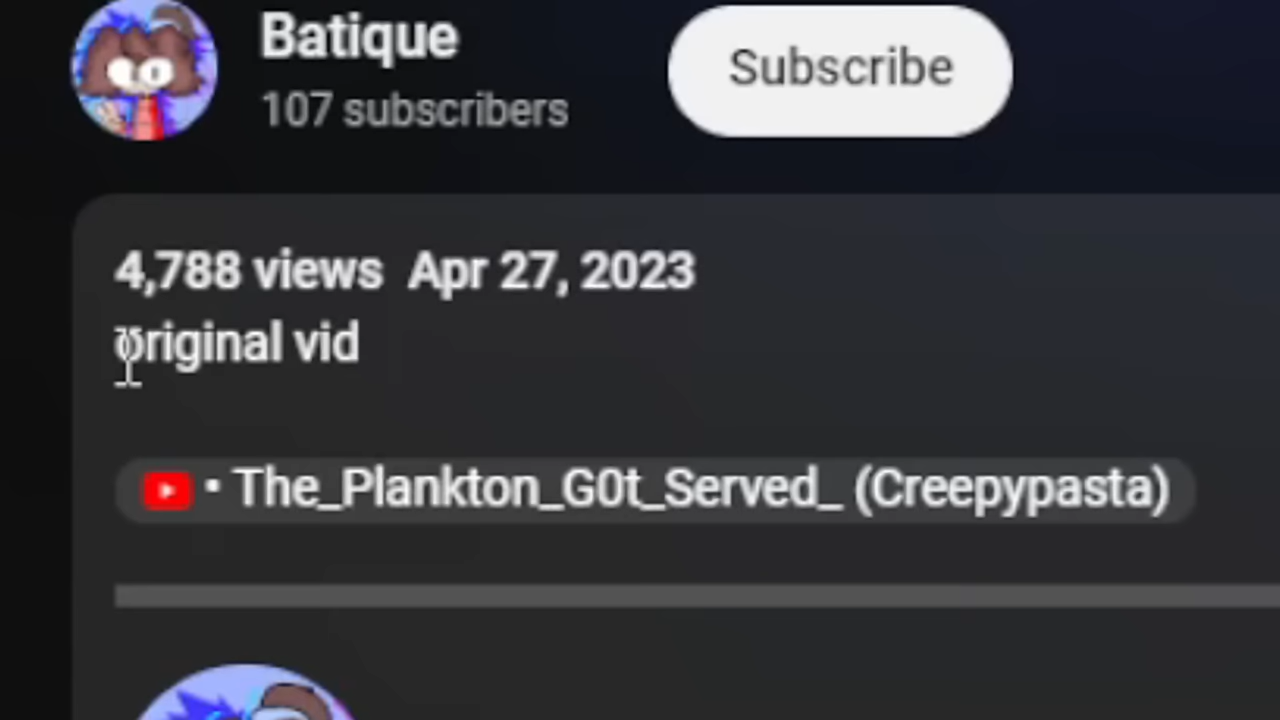 Batique
107 subscribers
Subscribe
4,788 views Apr 27, 2023
original vid
• The_Plankton_G0t_Served_ (Creepypasta)